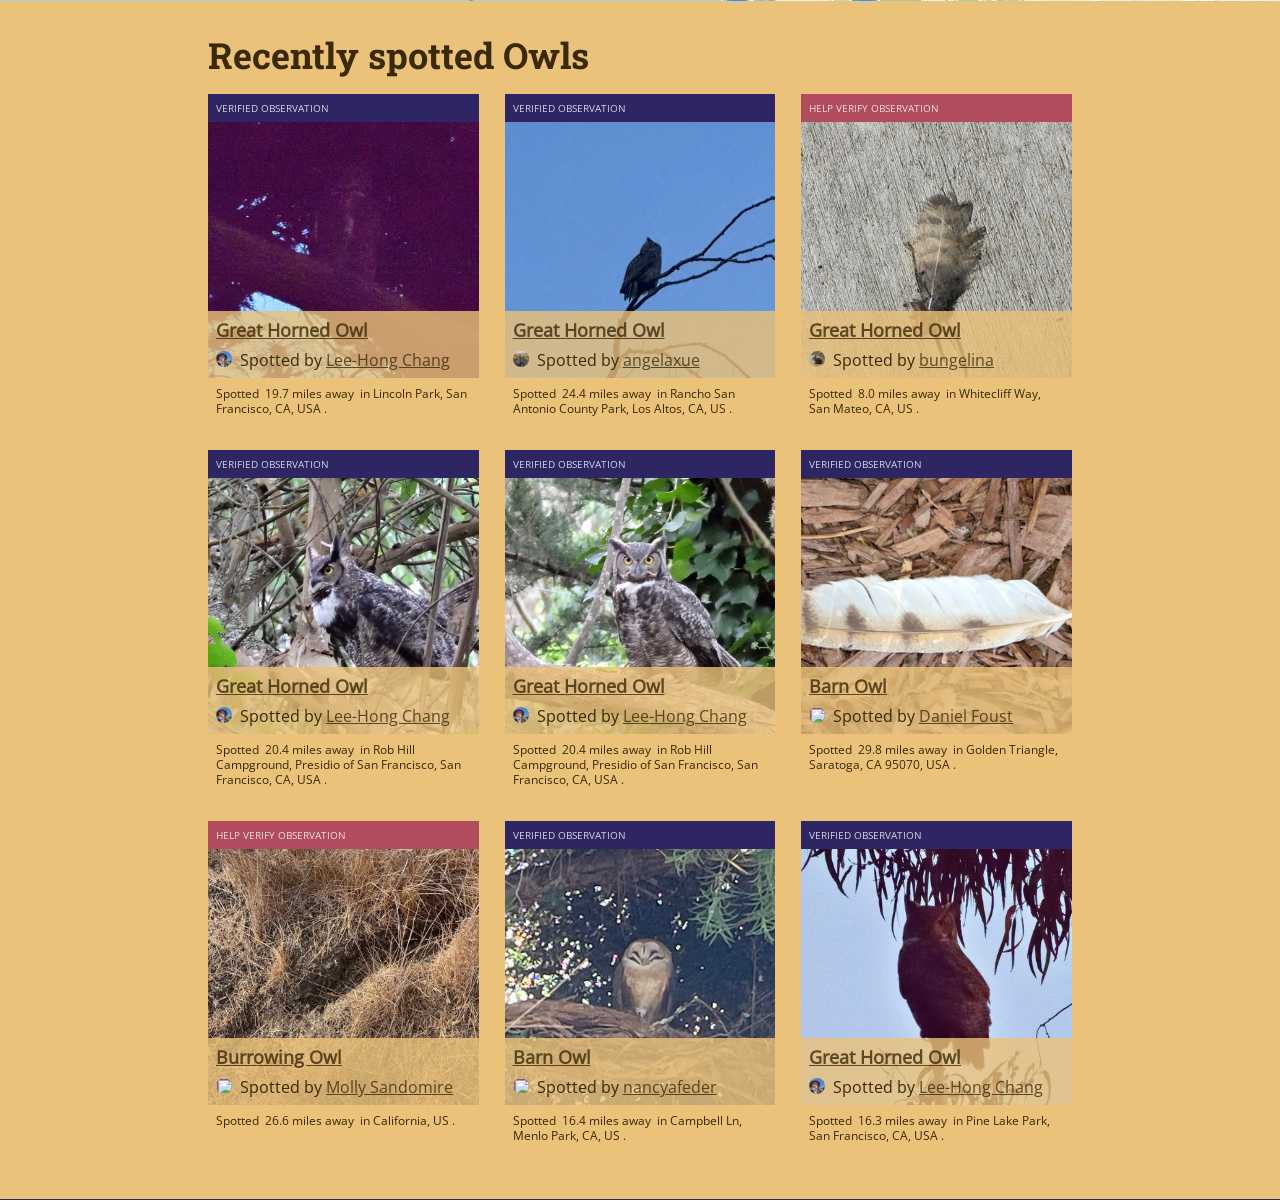 Recently spotted Owls
VERIFIED OBSERVATION
Great Horned Owl
Spotted by Lee-Hong Chang
Spotted 19.7 miles away in Lincoln Park, San
Francisco, CA, USA .
VERIFIED OBSERVATION
Great Horned Owl
Spotted by angelaxue
Spotted 24.4 miles away in Rancho San
Antonio County Park, Los Altos, CA, US .
HELP VERIFY OBSERVATION
Great Horned Owl
Spotted by bungelina
Spotted 8.0 miles away in Whitecliff Way,
San Mateo, CA, US .
VERIFIED OBSERVATION
Great Horned Owl
Spotted by Lee-Hong Chang
Spotted 20.4 miles away in Rob Hill
Campground, Presidio of San Francisco, San
Francisco, CA, USA .
VERIFIED OBSERVATION
Great Horned Owl
Spotted by Lee-Hong Chang
Spotted 20.4 miles away in Rob Hill
Campground, Presidio of San Francisco, San
Francisco, CA, USA .
VERIFIED OBSERVATION
Barn Owl
Spotted by Daniel Foust
Spotted 29.8 miles away in Golden Triangle,
Saratoga, CA 95070, USA .
HELP VERIFY OBSERVATION
Burrowing Owl
Spotted by Molly Sandomire
Spotted 26.6 miles away in California, US .
VERIFIED OBSERVATION
Barn Owl
Spotted by nancyafeder
Spotted 16.4 miles away in Campbell Ln,
Menlo Park, CA, US .
VERIFIED OBSERVATION
Great Horned Owl
Spotted by Lee-Hong Chang
Spotted 16.3 miles away in Pine Lake Park,
San Francisco, CA, USA .